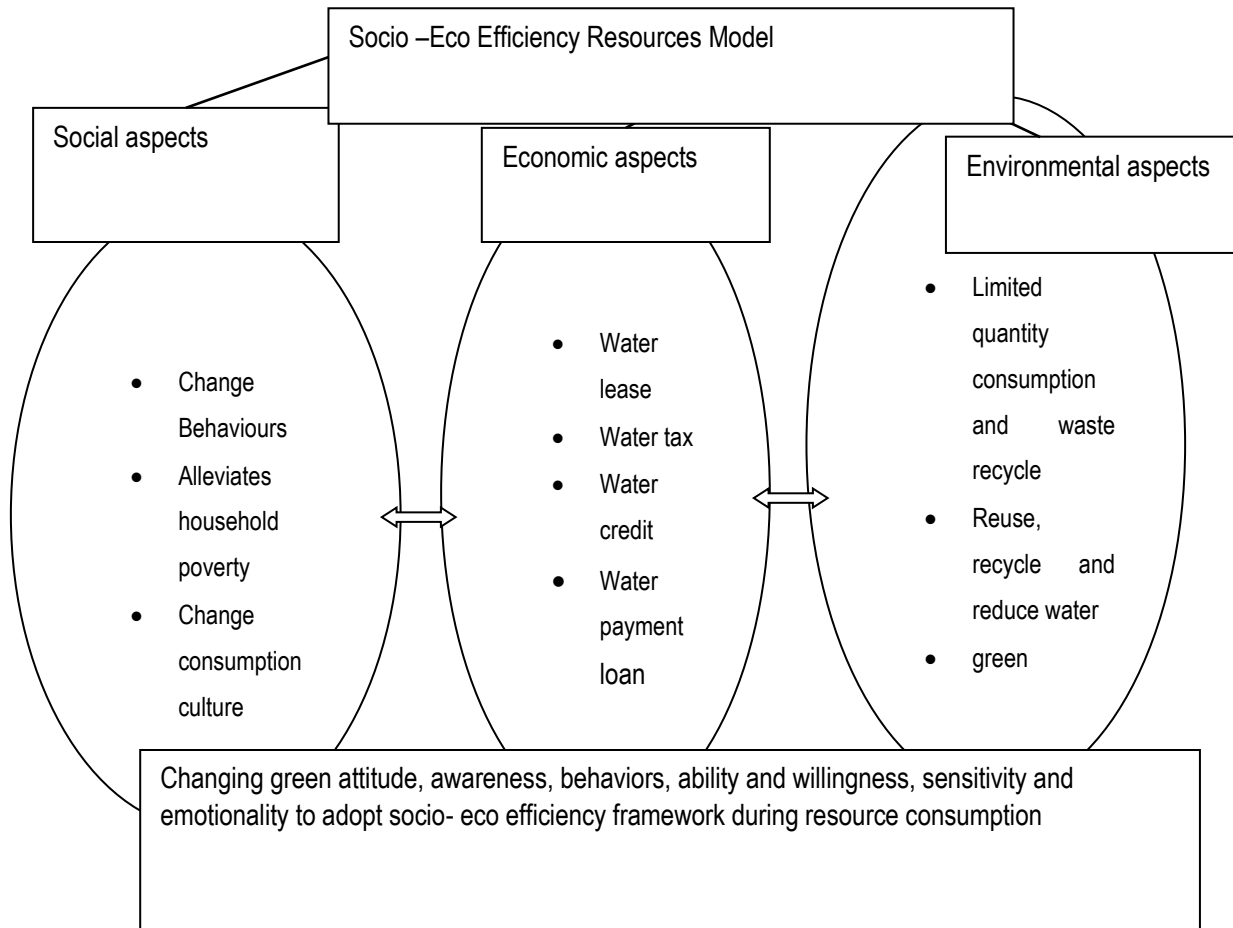 Socio –Eco Efficiency Resources Model
Social aspects
Economic aspects
Environmental aspects
• Change
Behaviours
• Alleviates
household
poverty
• Change
consumption
culture
• Water
lease
• Water tax
• Water
credit
• Water
payment
loan
• Limited
quantity
consumption
and waste
recycle
• Reuse,
recycle and
reduce water
• green
Changing green attitude, awareness, behaviors, ability and willingness, sensitivity and
emotionality to adopt socio- eco efficiency framework during resource consumption